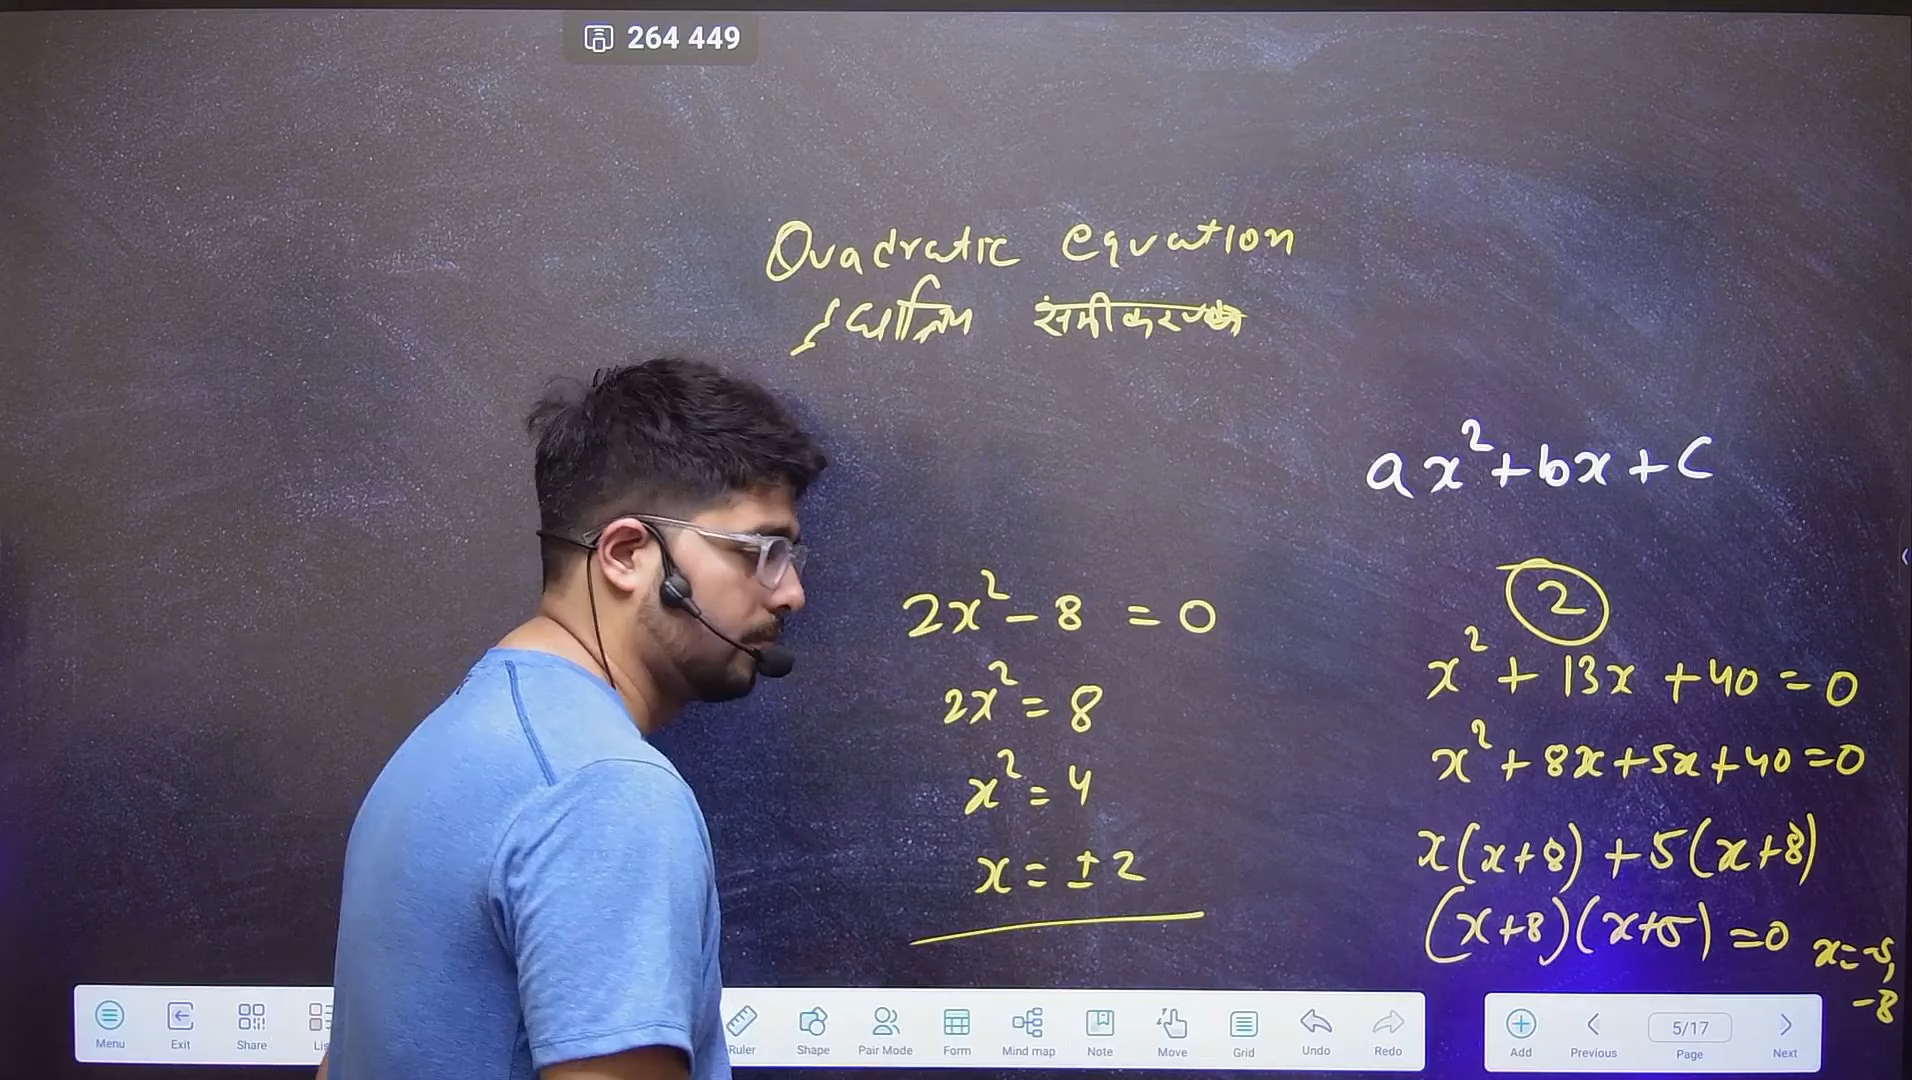 264 449
Quadratic equation
समीकरण
ax²+bx+c
2x² - 8 = 0
2x² = 8
x² = 4
x = ± 2
2
x² + 13x + 40 = 0
x² + 8x + 5x + 40 = 0
x(x+8) + 5(x+8)
(x+8)(x+5) = 0
x = -5,
-8
Menu Exit Share Ruler Shape Pair Mode Form Mind map Note Move Grid Undo Redo
Add Previous 5/17 Page Next